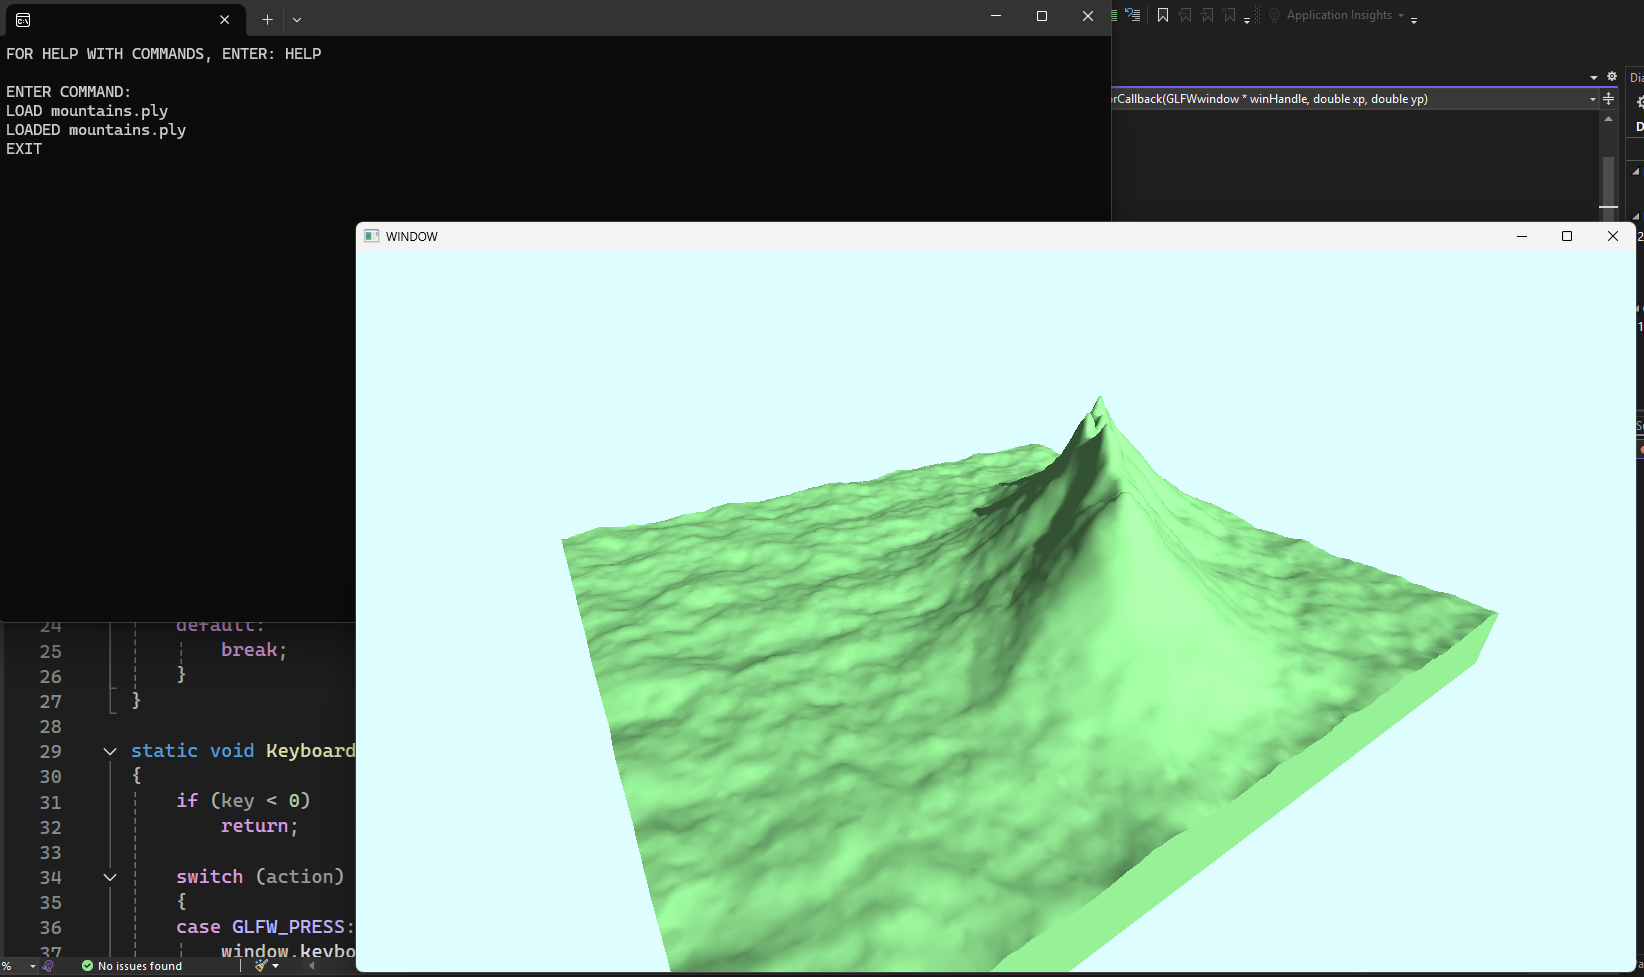 Application Insights
FOR HELP WITH COMMANDS, ENTER: HELP
ENTER COMMAND:
LOAD mountains.ply
LOADED mountains.ply
EXIT
rCallback(GLFWwindow * winHandle, double xp, double yp)
WINDOW
24 default:
25 break;
26 }
27 }
28
29 static void Keyboard
30 {
31 if (key < 0)
32 return;
33
34 switch (action)
35 {
36 case GLFW_PRESS:
37 window.keybo
% No issues found